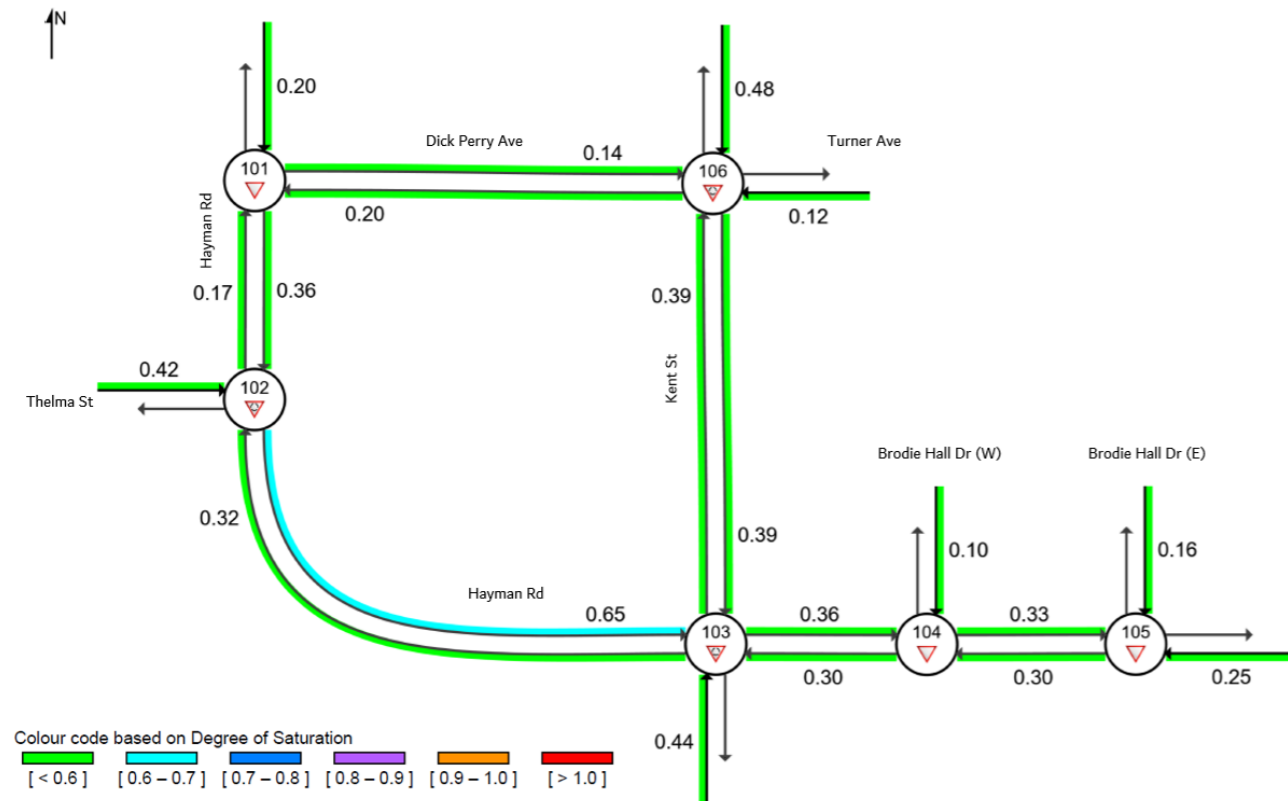 N
0.20
0.48
Dick Perry Ave
0.14
Turner Ave
101
106
0.20
0.12
Hayman Rd
0.17
0.36
0.39
Kent St
0.42
102
Thelma St
Brodie Hall Dr (W)
Brodie Hall Dr (E)
0.32
0.39
0.10
0.16
Hayman Rd
0.65
103
0.36
104
0.33
105
0.30
0.30
0.25
0.44
Colour code based on Degree of Saturation
[ < 0.6 ] [ 0.6 – 0.7 ] [ 0.7 – 0.8 ] [ 0.8 – 0.9 ] [ 0.9 – 1.0 ] [ > 1.0 ]